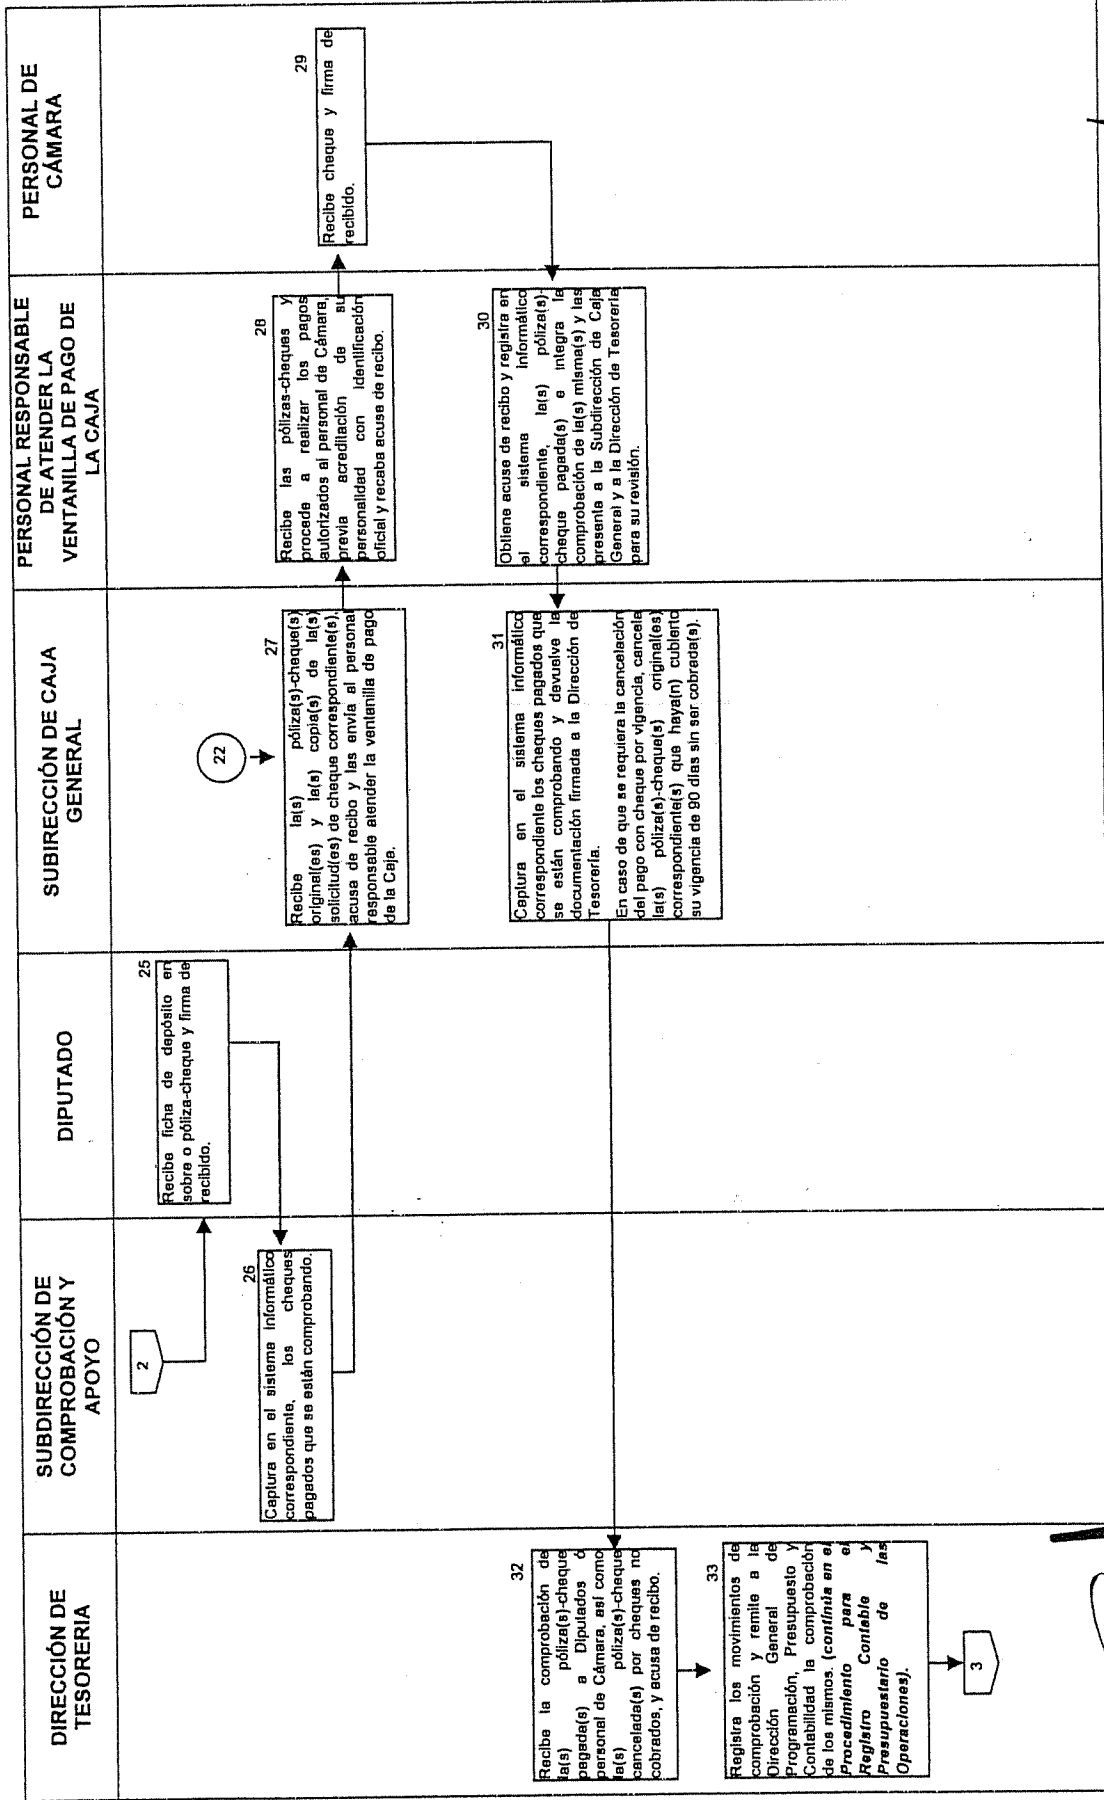 DIRECCIÓN DE
TESORERIA
SUBDIRECCIÓN DE
COMPROBACIÓN Y
APOYO
DIPUTADO
SUBIRECCIÓN DE CAJA
GENERAL
PERSONAL RESPONSABLE
DE ATENDER LA
VENTANILLA DE PAGO DE
LA CAJA
PERSONAL DE
CÁMARA
2
25
Recibe ficha de depósito en
sobre o póliza-cheque y firma de
recibido.
26
Captura en el sistema informático
correspondiente, los cheques
pagados que se están comprobando.
22
27
Recibe la(s) póliza(s)-cheque(s)
original(es) y la(s) copia(s) de la(s)
solicitud(es) de cheque correspondiente(s),
acusa de recibo y las envía al personal
responsable atender la ventanilla de pago
de la Caja.
28
Recibe las pólizas-cheques y
procede a realizar los pagos
autorizados al personal de Cámara,
previa acreditación de su
personalidad con identificación
oficial y recaba acuse de recibo.
29
Recibe cheque y firma de
recibido.
30
Obtiene acuse de recibo y registra en
el sistema informático
correspondiente, la(s) póliza(s)-
cheque pagada(s) e integra la
comprobación de la(s) misma(s) y las
presenta a la Subdirección de Caja
General y a la Dirección de Tesorería
para su revisión.
31
Captura en el sistema informático
correspondiente los cheques pagados que
se están comprobando y devuelve la
documentación firmada a la Dirección de
Tesorería.
En caso de que se requiera la cancelación
del pago con cheque por vigencia, cancela
la(s) póliza(s)-cheque(s) original(es)
correspondiente(s) que haya(n) cubierto
su vigencia de 90 días sin ser cobrada(s).
32
Recibe la comprobación de
la(s) póliza(s)-cheque
pagada(s) a Diputados ó
personal de Cámara, así como
la(s) póliza(s)-cheque
cancelada(s) por cheques no
cobrados, y acusa de recibo.
33
Registra los movimientos de
comprobación y remite a la
Dirección General de
Programación, Presupuesto y
Contabilidad la comprobación
de los mismos. (continúa en el
Procedimiento para el
Registro Contable y
Presupuestario de las
Operaciones).
3